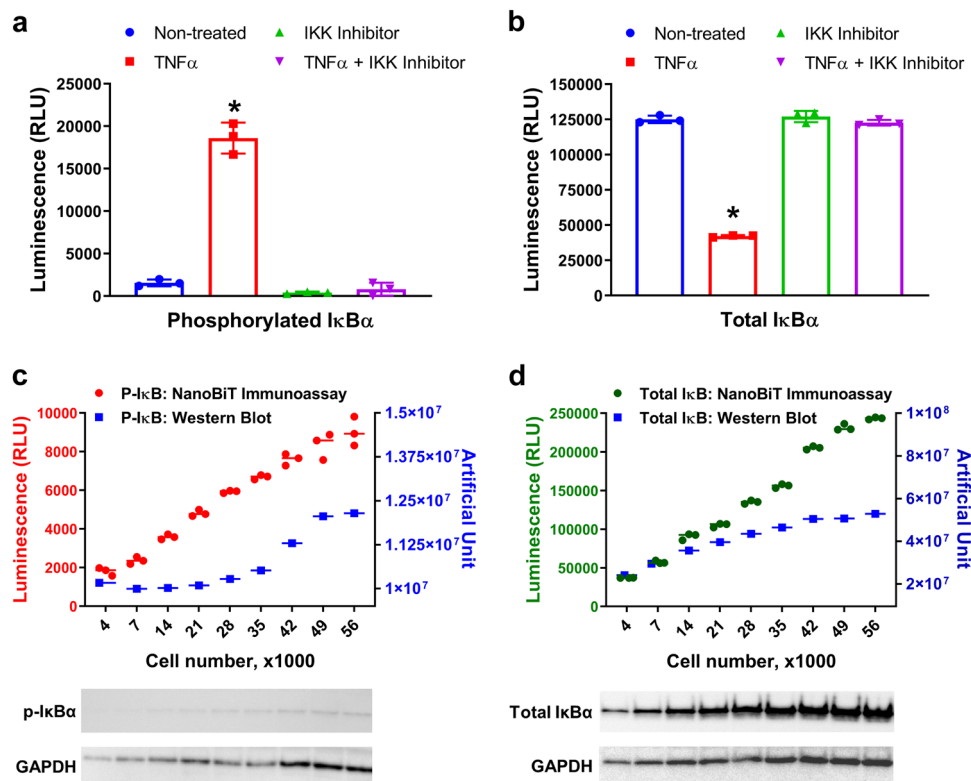 a
Non-treated
IKK Inhibitor
TNFα
TNFα + IKK Inhibitor
Luminescence (RLU)
25000
20000
15000
10000
5000
0
*
Phosphorylated IκBα
b
Non-treated
IKK Inhibitor
TNFα
TNFα + IKK Inhibitor
Luminescence (RLU)
150000
125000
100000
75000
50000
25000
0
*
Total IκBα
c
P-IκB: NanoBiT Immunoassay
P-IκB: Western Blot
Luminescence (RLU)
10000
8000
6000
4000
2000
0
1.5×10⁷
1.375×10⁷
1.25×10⁷
1.125×10⁷
1×10⁷
Artificial Unit
4 7 14 21 28 35 42 49 56
Cell number, x1000
p-IκBα
GAPDH
d
Total IκB: NanoBiT Immunoassay
Total IκB: Western Blot
Luminescence (RLU)
250000
200000
150000
100000
50000
0
1×10⁸
8×10⁷
6×10⁷
4×10⁷
2×10⁷
Artificial Unit
4 7 14 21 28 35 42 49 56
Cell number, x1000
Total IκBα
GAPDH